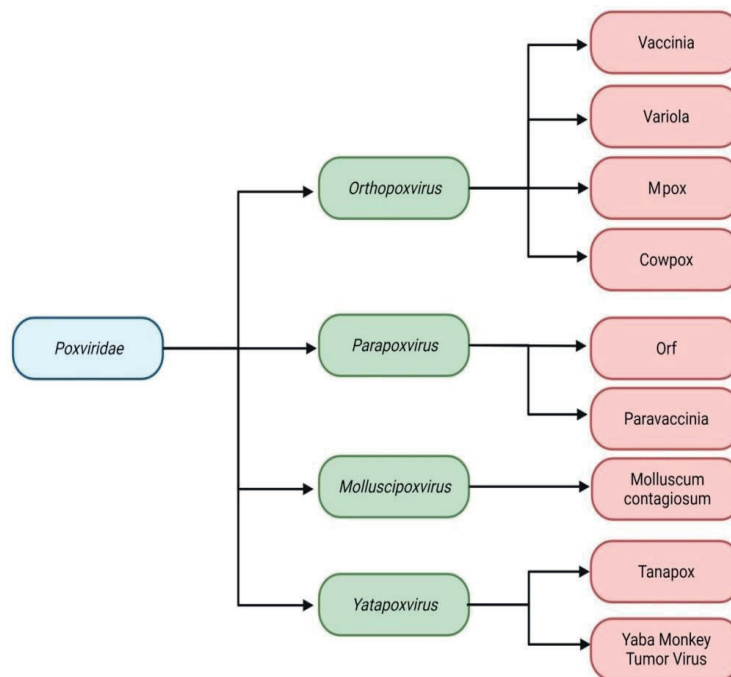 Poxviridae
Orthopoxvirus
Vaccinia
Variola
Mpox
Cowpox
Parapoxvirus
Orf
Paravaccinia
Molluscipoxvirus
Molluscum
contagiosum
Yatapoxvirus
Tanapox
Yaba Monkey
Tumor Virus